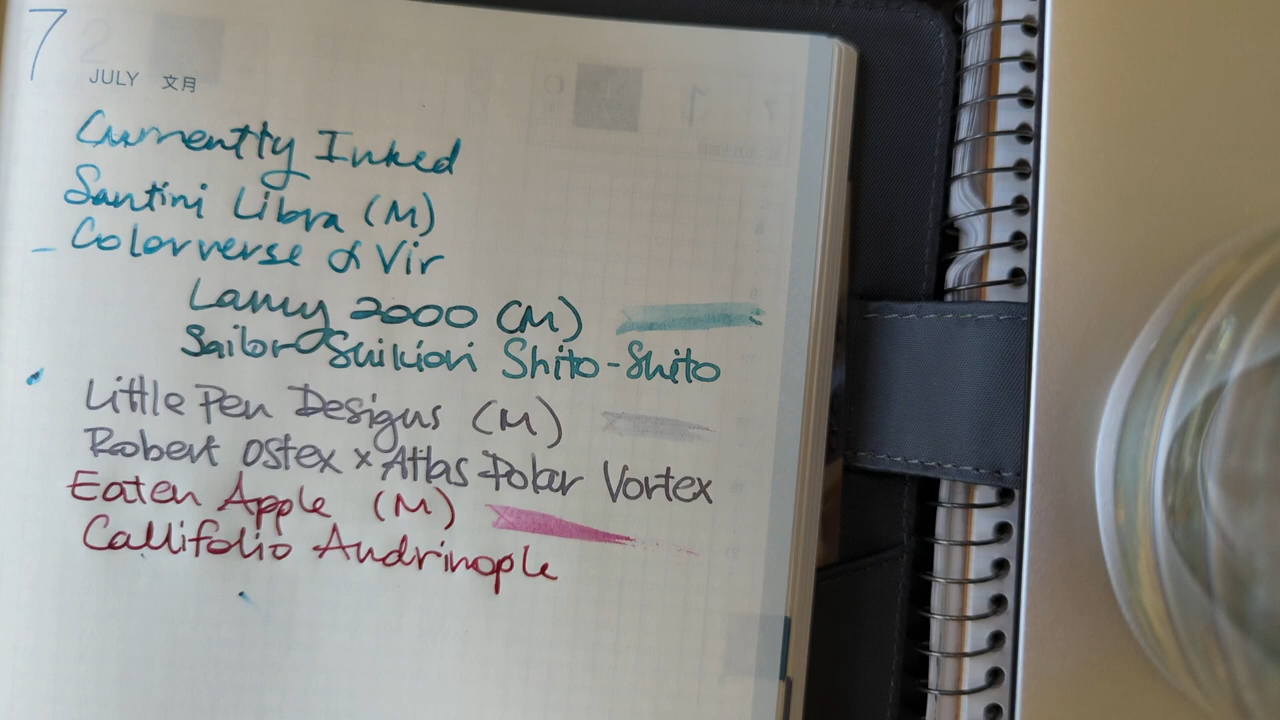 7
JULY 文月
Currently Inked
Santini Libra (M)
- Colorverse α Vir
Lamy 2000 (M)
Sailor Shikiori Shito-Shito
Little Pen Designs (M)
Robert Oster x Atlas Polar Vortex
Eaten Apple (M)
Callifolio Andrinople